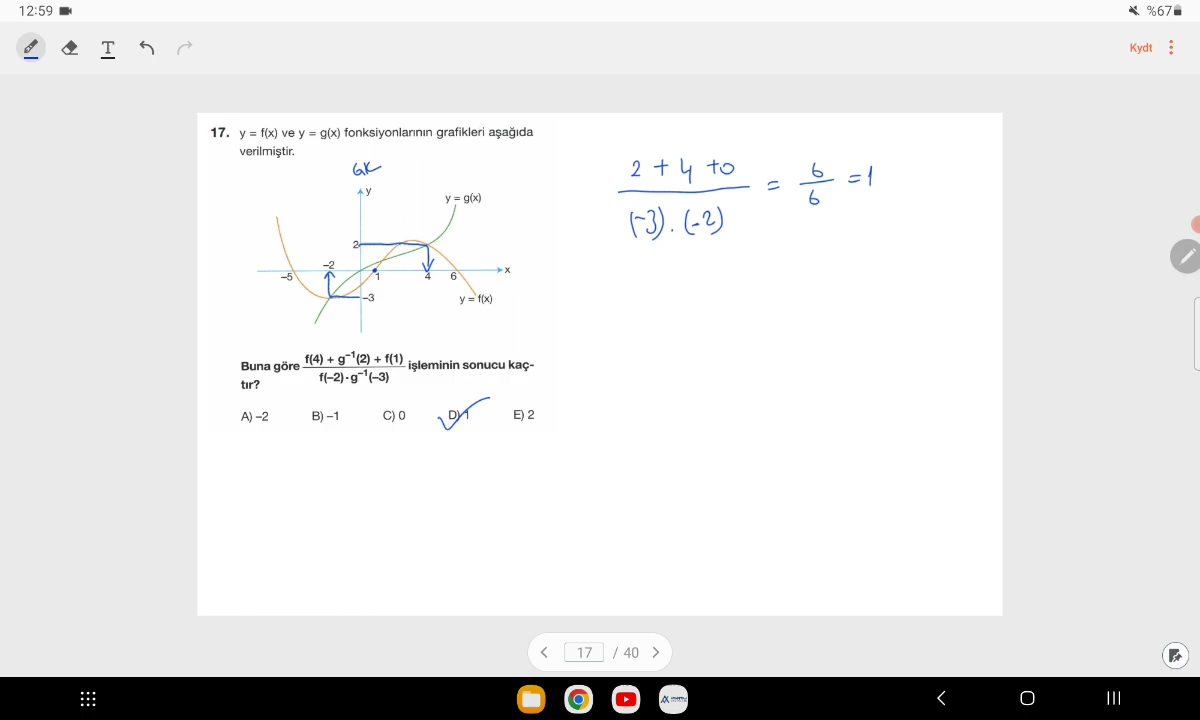 12:59
%67
T
Kydt
17. y = f(x) ve y = g(x) fonksiyonlarının grafikleri aşağıda
verilmiştir.
GK
y
y = g(x)
2
-2
-5
1
4
6
x
-3
y = f(x)
Buna göre f(4) + g⁻¹(2) + f(1) / f(-2)·g⁻¹(-3) işleminin sonucu kaç-
tır?
A) -2 B) -1 C) 0 D) 1 E) 2
2 + 4 + 0 / (-3) . (-2) = 6/6 = 1
17 / 40